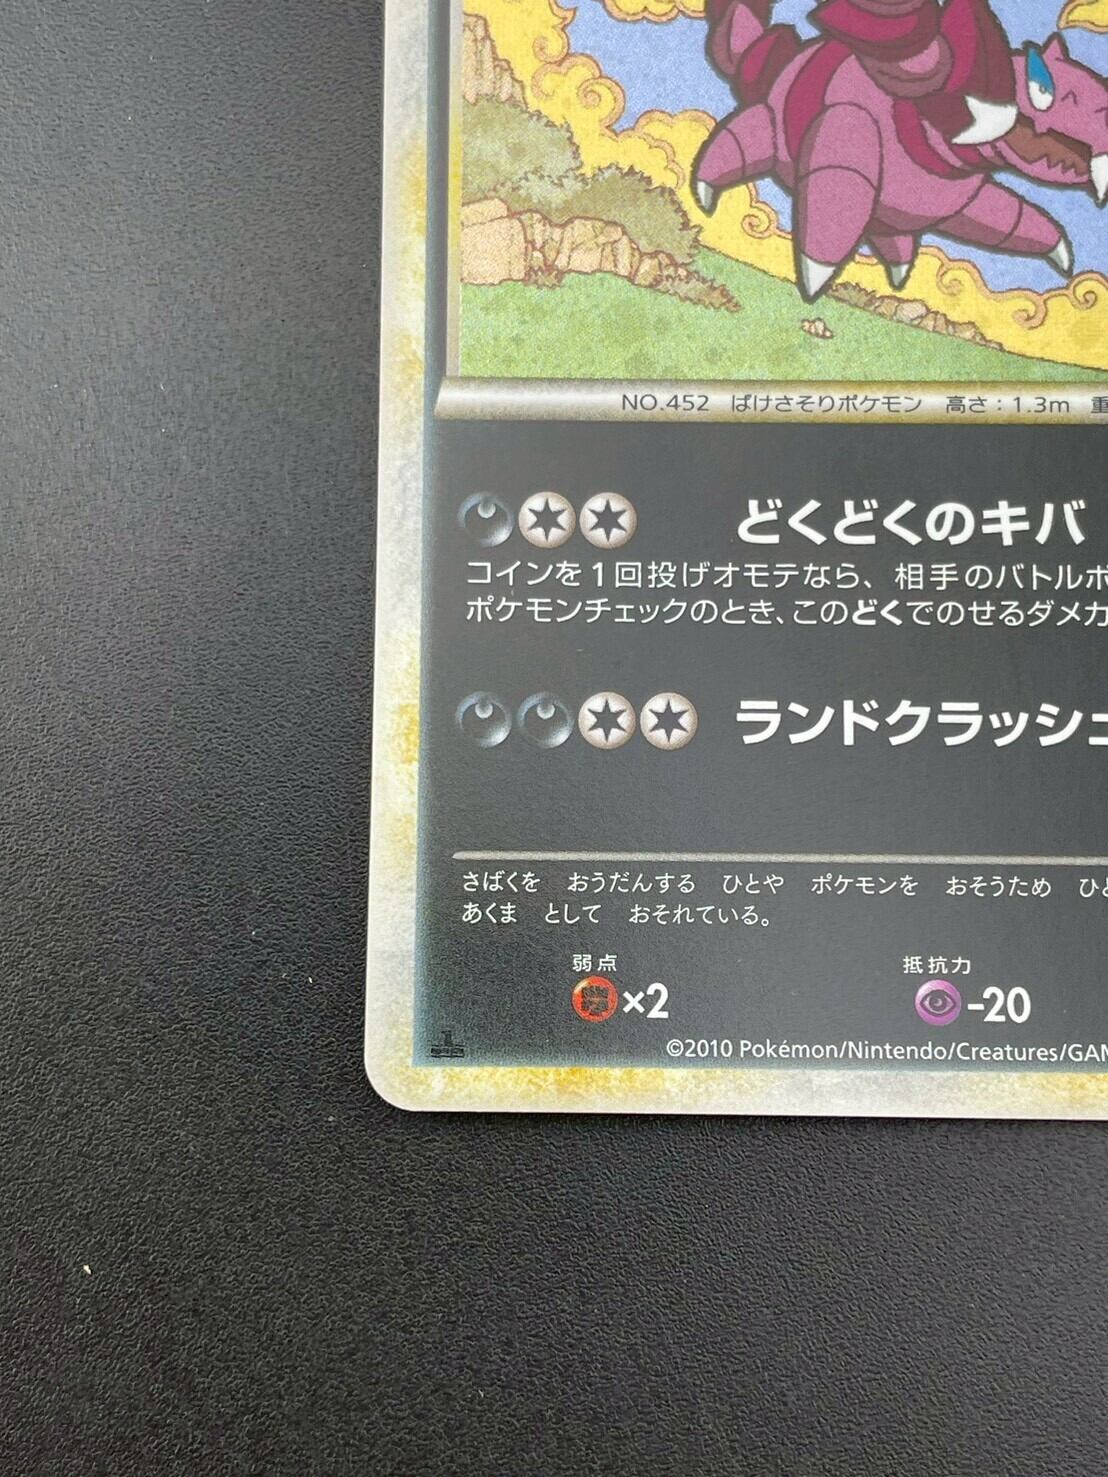 NO.452 ばけさそりポケモン 高さ：1.3m 重
どくどくのキバ
コインを1回投げオモテなら、相手のバトルポ
ポケモンチェックのとき、このどくでのせるダメカ
ランドクラッシュ
さばくを おうだんする ひとや ポケモンを おそうため ひと
あくま として おそれている。
弱点 抵抗力
×2 -20
©2010 Pokémon/Nintendo/Creatures/GAM